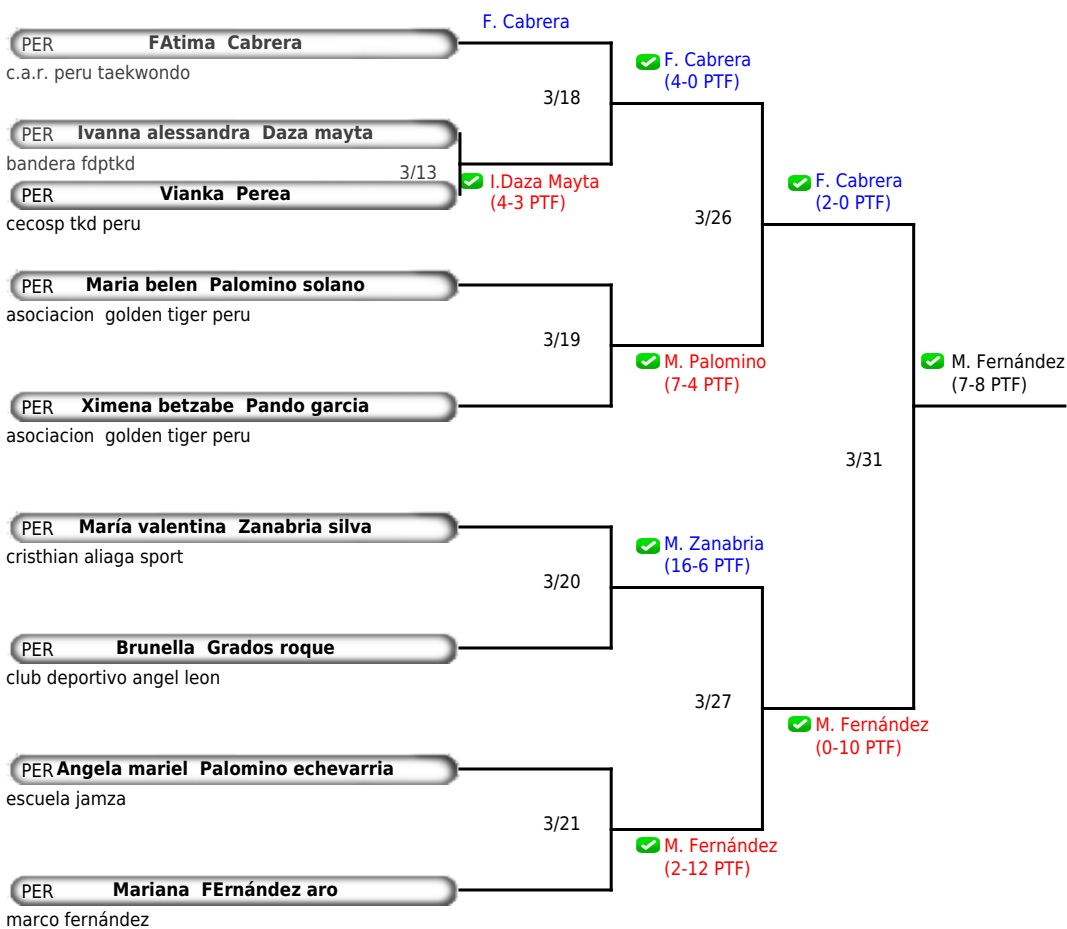 F. Cabrera
PER FAtima Cabrera
c.a.r. peru taekwondo
F. Cabrera
(4-0 PTF)
3/18
PER Ivanna alessandra Daza mayta
bandera fdptkd
3/13
I.Daza Mayta
(4-3 PTF)
PER Vianka Perea
cecosp tkd peru
F. Cabrera
(2-0 PTF)
3/26
PER Maria belen Palomino solano
asociacion golden tiger peru
3/19
M. Palomino
(7-4 PTF)
M. Fernández
(7-8 PTF)
PER Ximena betzabe Pando garcia
asociacion golden tiger peru
3/31
PER María valentina Zanabria silva
cristhian aliaga sport
M. Zanabria
(16-6 PTF)
3/20
PER Brunella Grados roque
club deportivo angel leon
3/27
M. Fernández
(0-10 PTF)
PER Angela mariel Palomino echevarria
escuela jamza
3/21
M. Fernández
(2-12 PTF)
PER Mariana FErnández aro
marco fernández